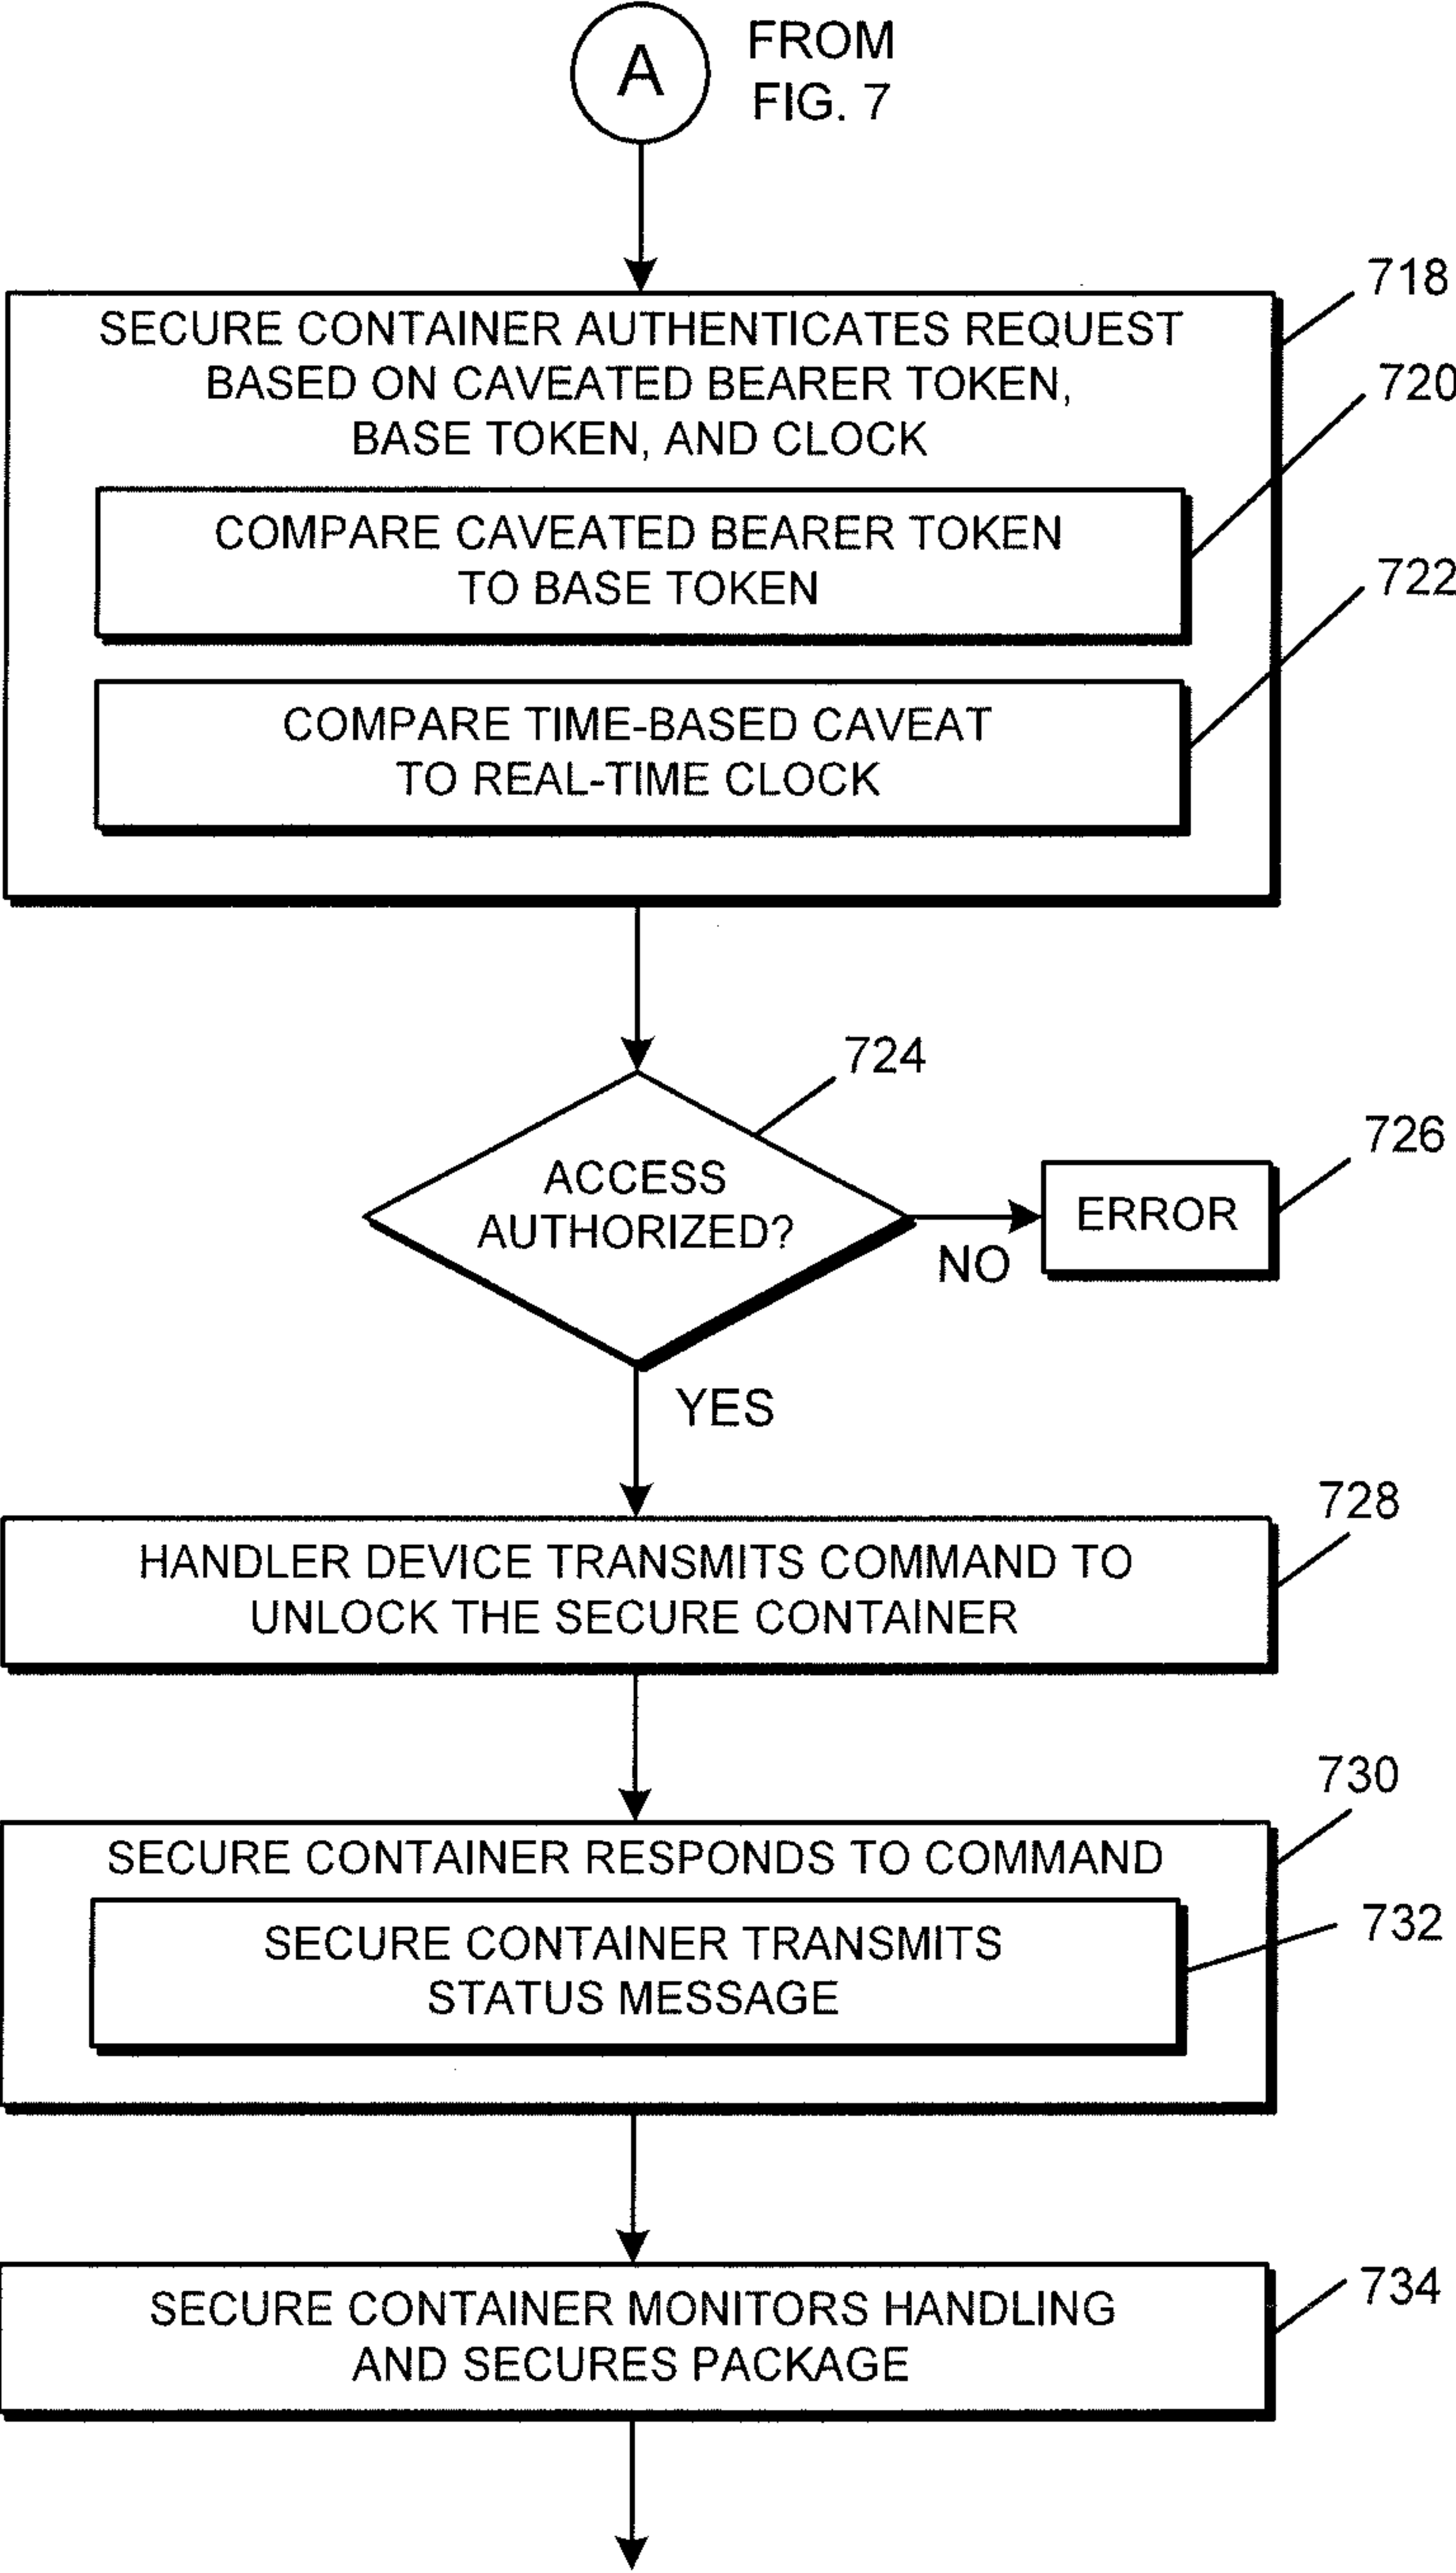 A
FROM
FIG. 7
718
SECURE CONTAINER AUTHENTICATES REQUEST
BASED ON CAVEATED BEARER TOKEN,
BASE TOKEN, AND CLOCK
720
COMPARE CAVEATED BEARER TOKEN
TO BASE TOKEN
722
COMPARE TIME-BASED CAVEAT
TO REAL-TIME CLOCK
724
ACCESS
AUTHORIZED?
726
ERROR
NO
YES
728
HANDLER DEVICE TRANSMITS COMMAND TO
UNLOCK THE SECURE CONTAINER
730
SECURE CONTAINER RESPONDS TO COMMAND
732
SECURE CONTAINER TRANSMITS
STATUS MESSAGE
734
SECURE CONTAINER MONITORS HANDLING
AND SECURES PACKAGE